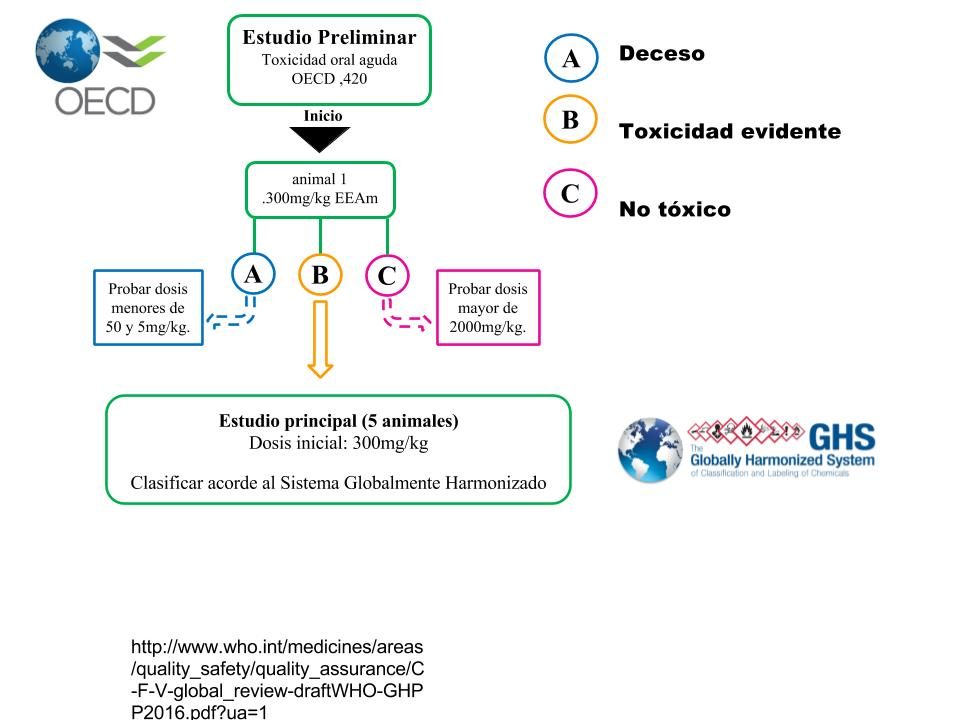 OECD
Estudio Preliminar
Toxicidad oral aguda
OECD ,420
Inicio
animal 1
.300mg/kg EEAm
A
B
C
Probar dosis
menores de
50 y 5mg/kg.
Probar dosis
mayor de
2000mg/kg.
Estudio principal (5 animales)
Dosis inicial: 300mg/kg
Clasificar acorde al Sistema Globalmente Harmonizado
A
Deceso
B
Toxicidad evidente
C
No tóxico
GHS
The
Globally Harmonized System
of Classification and Labeling of Chemicals
http://www.who.int/medicines/areas
/quality_safety/quality_assurance/C
-F-V-global_review-draftWHO-GHP
P2016.pdf?ua=1